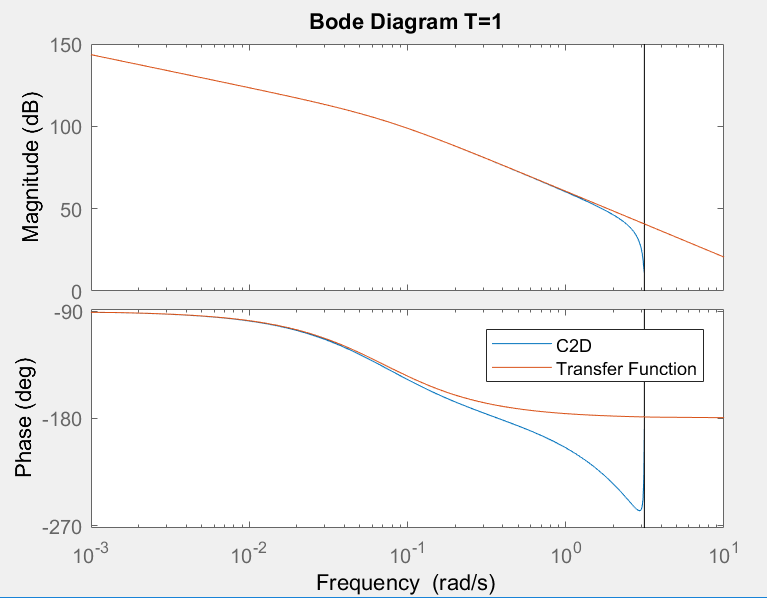 Bode Diagram T=1
150
100
50
0
Magnitude (dB)
-90
-180
-270
Phase (deg)
C2D
Transfer Function
10^-3
10^-2
10^-1
10^0
10^1
Frequency (rad/s)